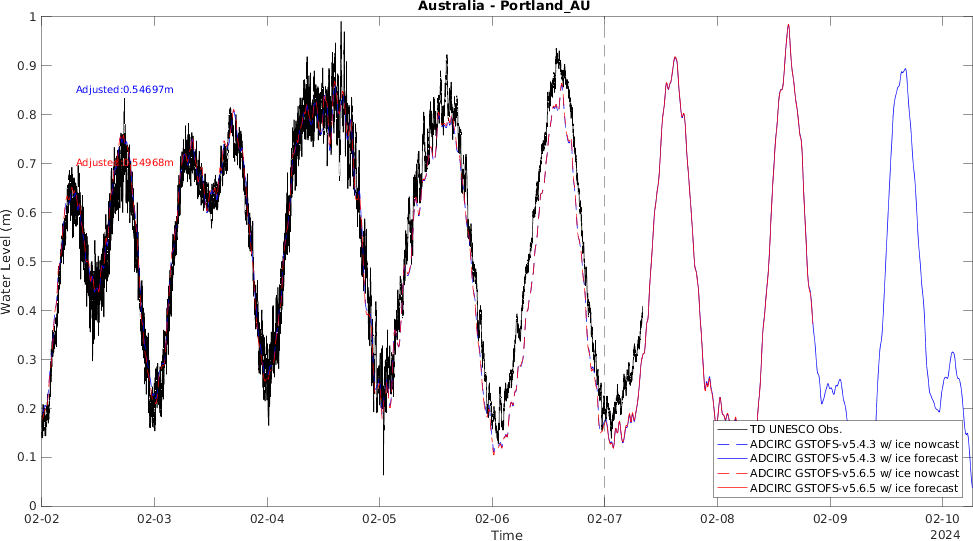 Australia - Portland_AU
1
0.9
0.8
0.7
0.6
0.5
0.4
0.3
0.2
0.1
0
Water Level (m)
Adjusted:0.54697m
Adjusted:0.54968m
TD UNESCO Obs.
ADCIRC GSTOFS-v5.4.3 w/ ice nowcast
ADCIRC GSTOFS-v5.4.3 w/ ice forecast
ADCIRC GSTOFS-v5.6.5 w/ ice nowcast
ADCIRC GSTOFS-v5.6.5 w/ ice forecast
02-02 02-03 02-04 02-05 02-06 02-07 02-08 02-09 02-10
2024
Time